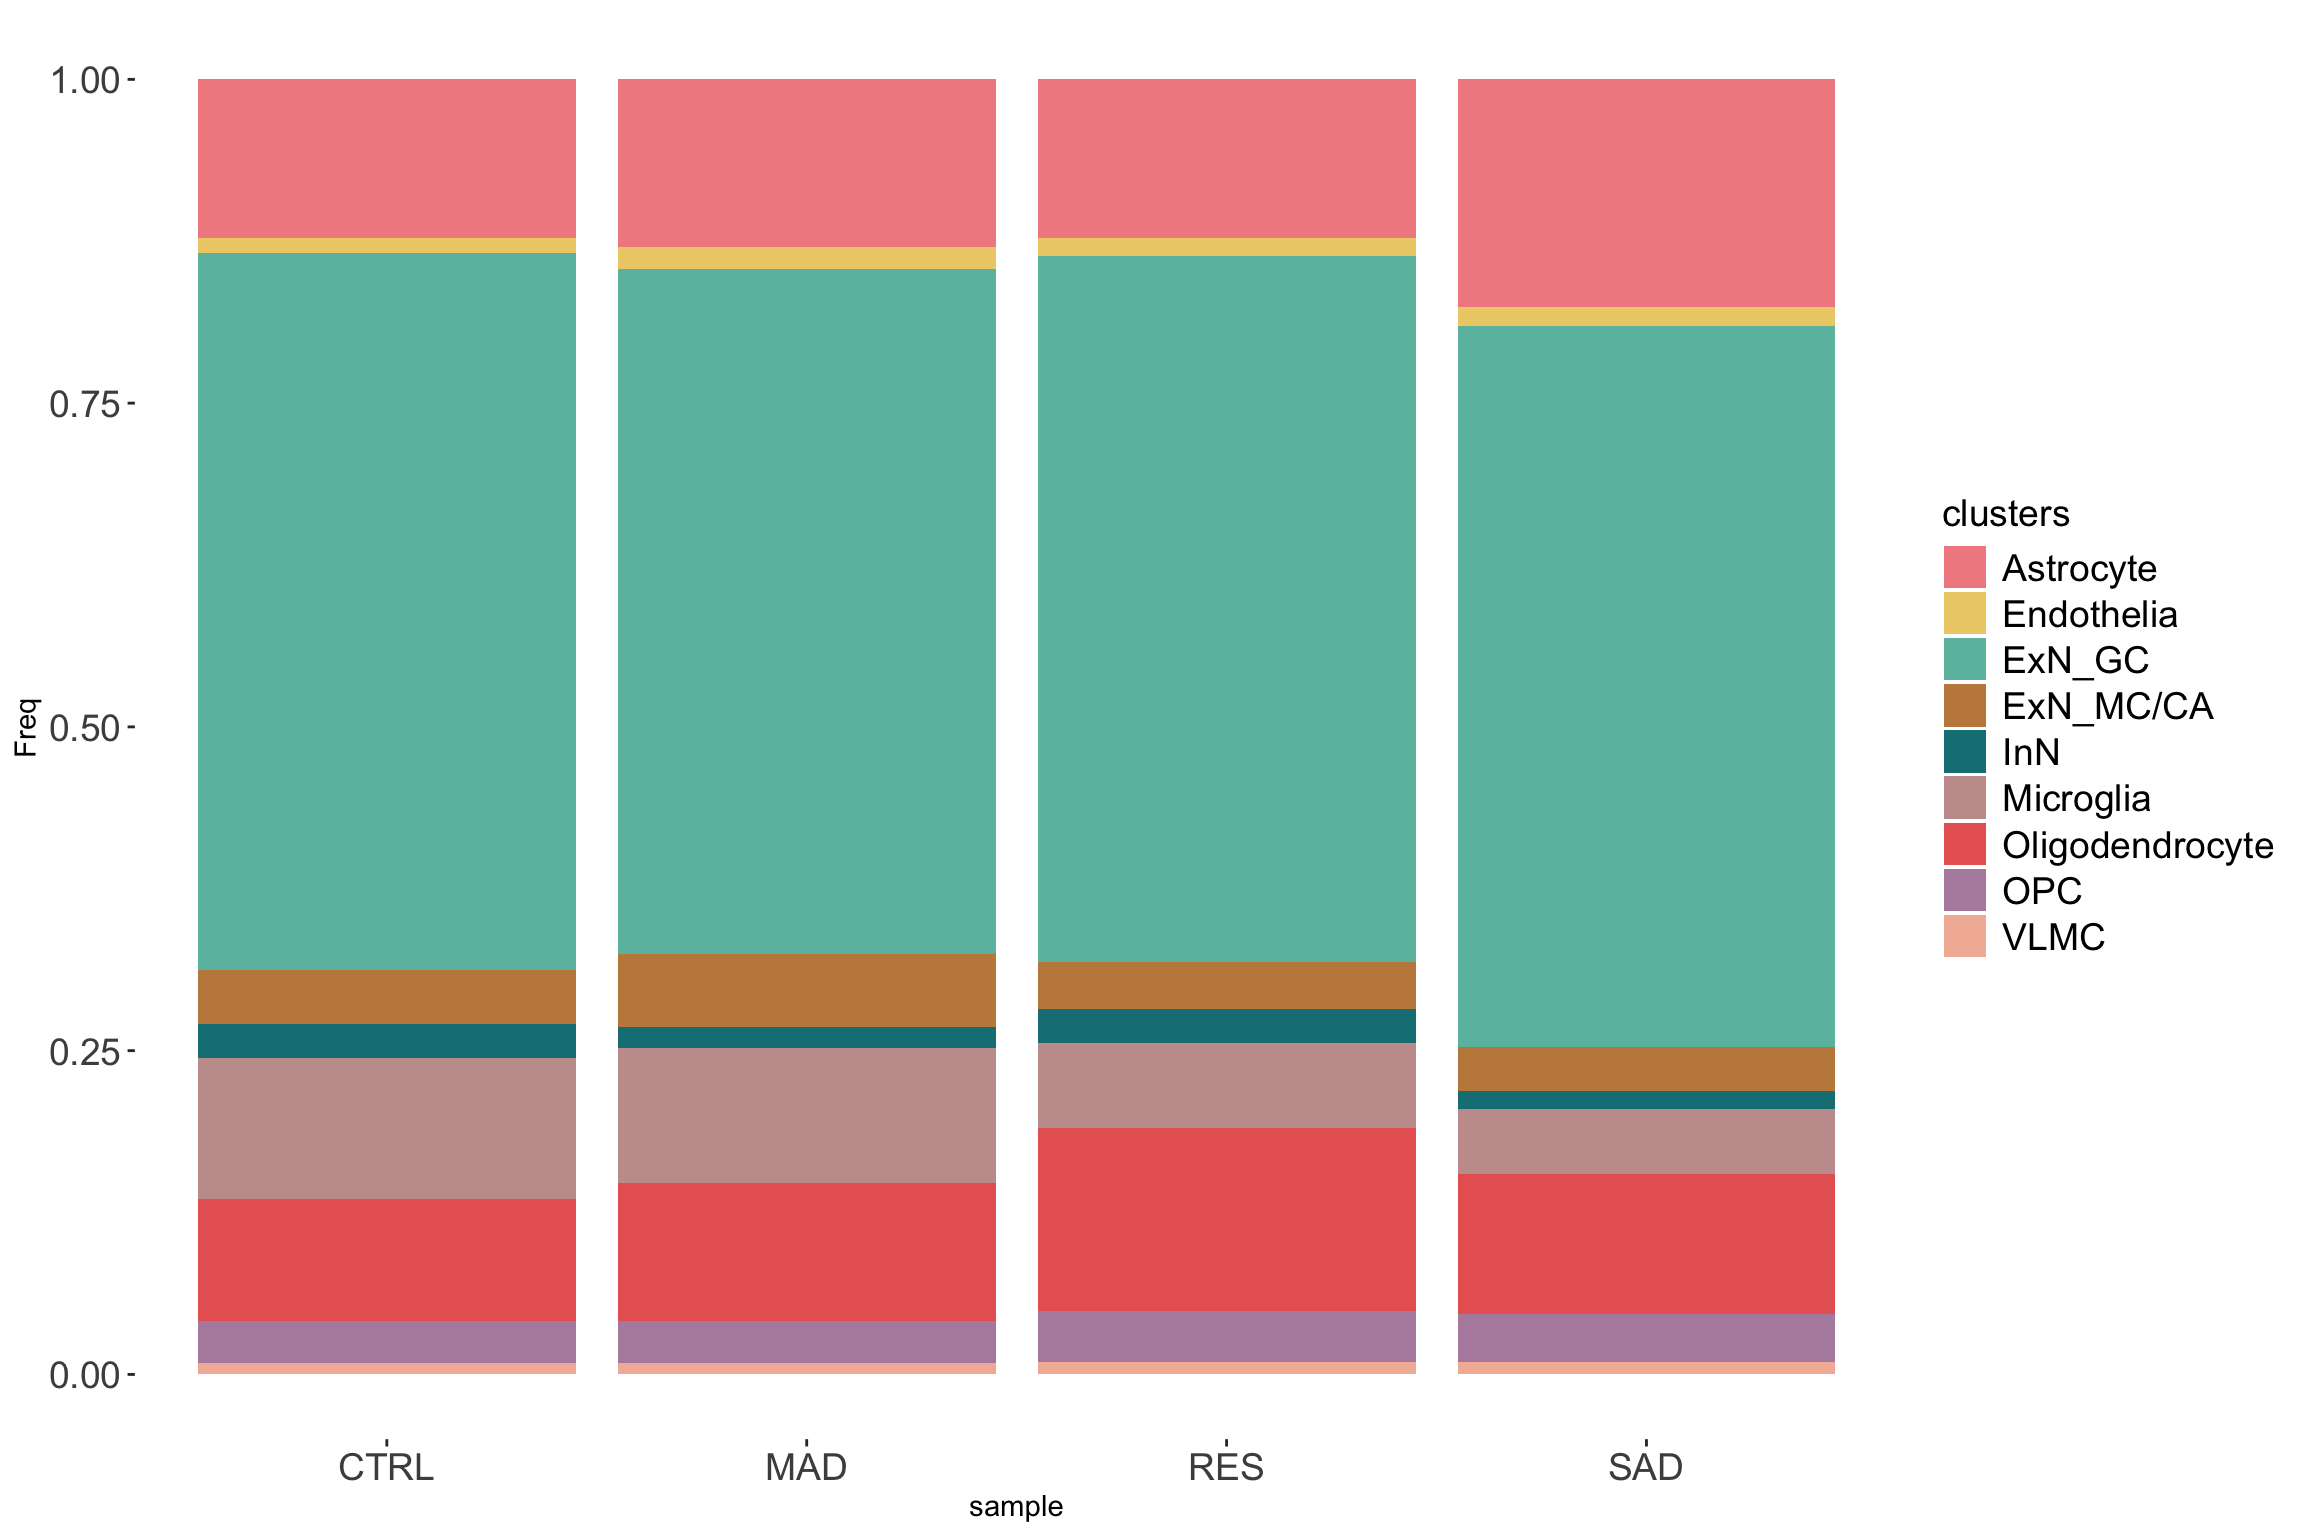 1.00
0.75
0.50
0.25
0.00
Freq
CTRL
MAD
RES
SAD
sample
clusters
Astrocyte
Endothelia
ExN_GC
ExN_MC/CA
InN
Microglia
Oligodendrocyte
OPC
VLMC